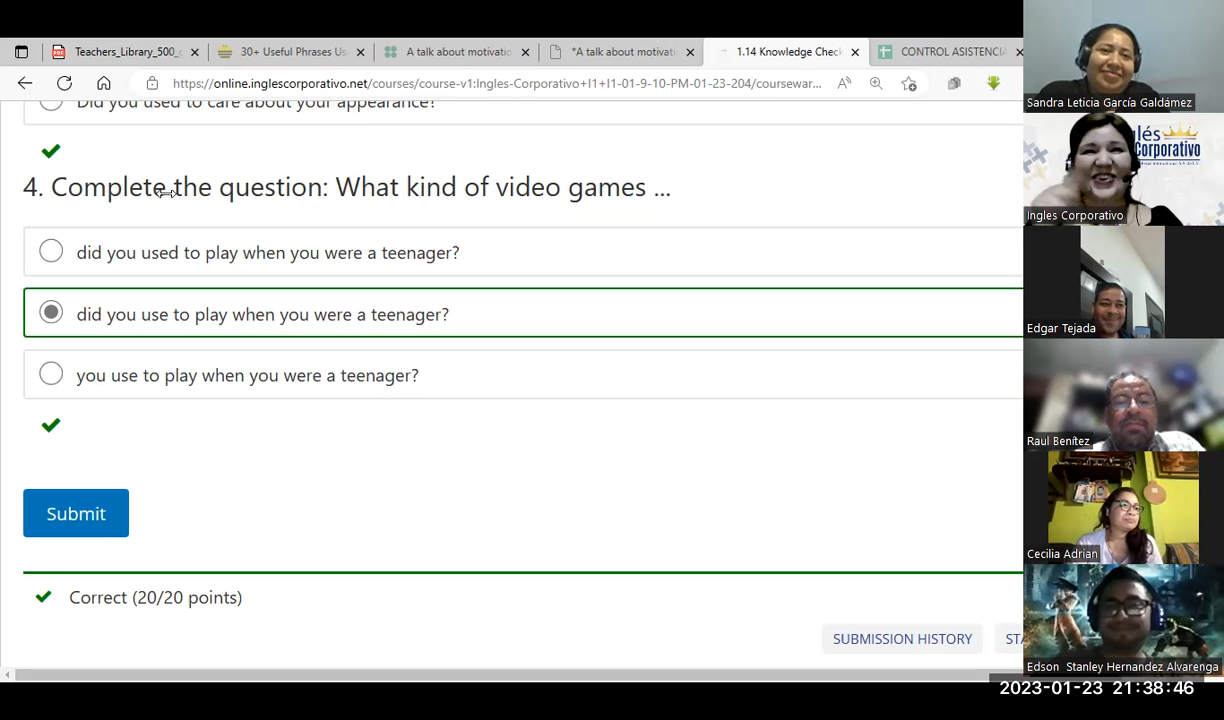 Teachers_Library_500_
30+ Useful Phrases Us
A talk about motivatio
*A talk about motivati
1.14 Knowledge Check
CONTROL ASISTENCIA
https://online.inglescorporativo.net/courses/course-v1:Ingles-Corporativo+I1+I1-01-9-10-PM-01-23-204/coursewar...
Did you used to care about your appearance?
4. Complete the question: What kind of video games ...
did you used to play when you were a teenager?
did you use to play when you were a teenager?
you use to play when you were a teenager?
Submit
Correct (20/20 points)
SUBMISSION HISTORY
STA
Sandra Leticia García Galdámez
lés
Corporativo
Ingles Corporativo
Edgar Tejada
Raul Benítez
Cecilia Adrian
Edson Stanley Hernandez Alvarenga
2023-01-23 21:38:46